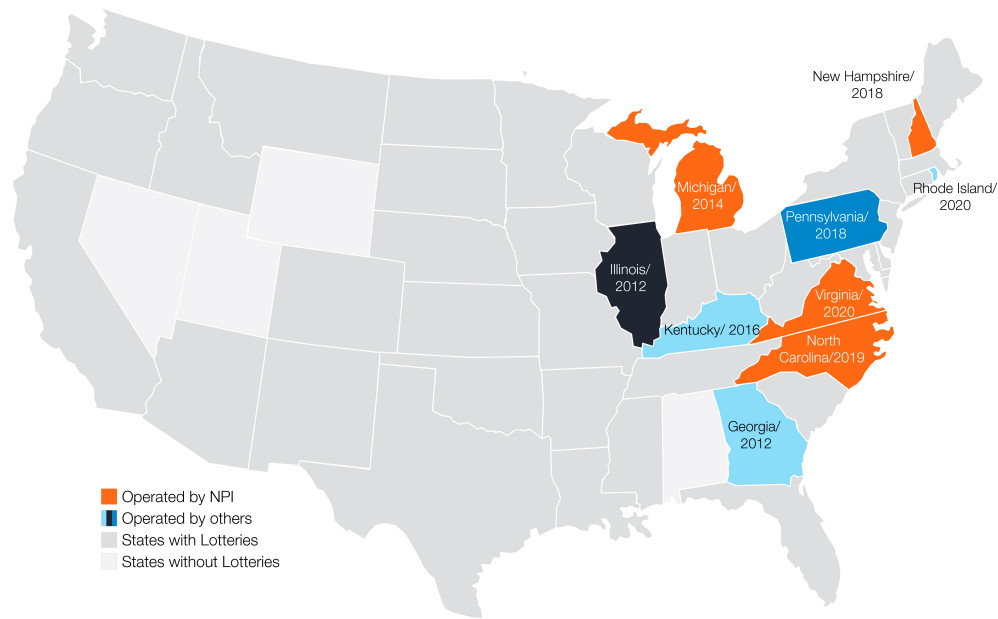 New Hampshire/
2018
Rhode Island/
2020
Michigan/
2014
Pennsylvania/
2018
Illinois/
2012
Virginia/
2020
Kentucky/ 2016
North
Carolina/2019
Georgia/
2012
Operated by NPI
Operated by others
States with Lotteries
States without Lotteries